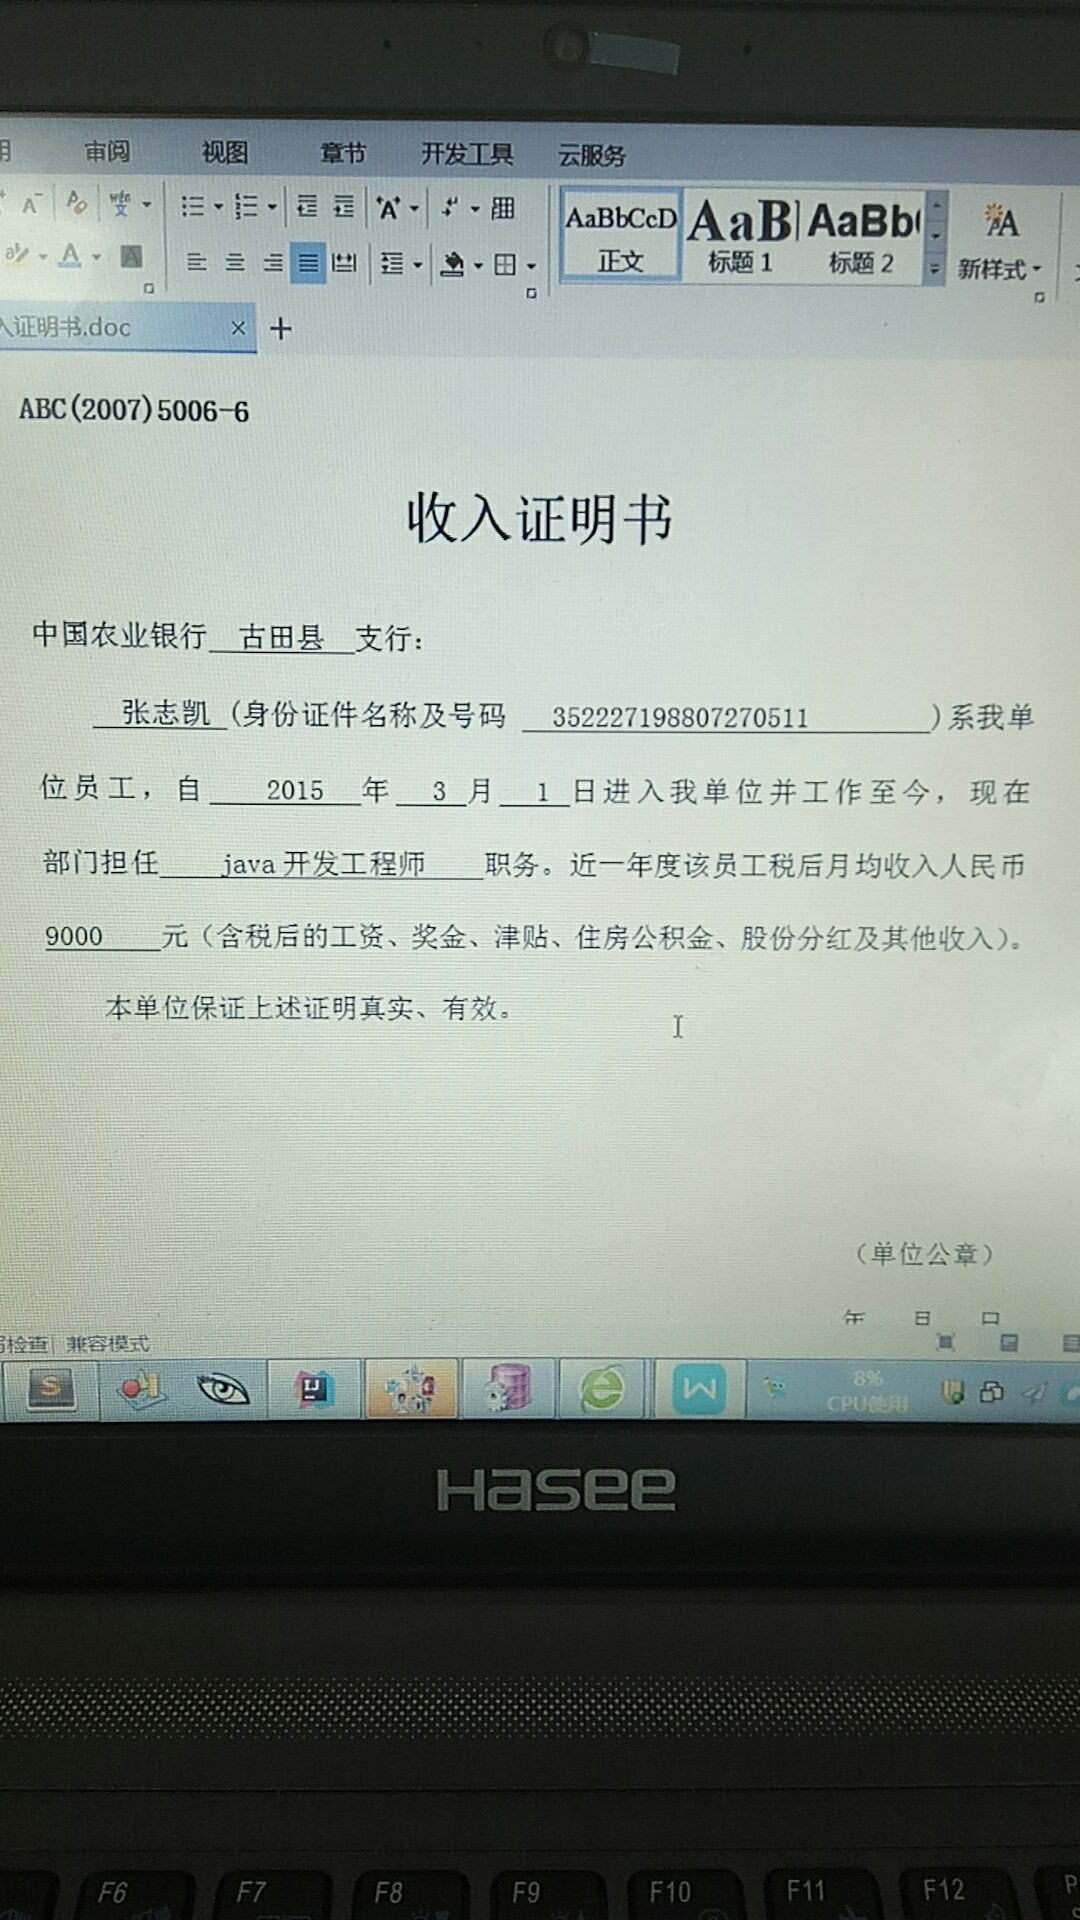 审阅 视图 章节 开发工具 云服务
AaBbCcD AaB AaBb
正文 标题 1 标题 2 新样式
入证明书.doc × +
ABC(2007)5006-6
收入证明书
中国农业银行 古田县 支行：
张志凯 (身份证件名称及号码 352227198807270511 )系我单
位员工，自 2015 年 3 月 1 日进入我单位并工作至今，现在
部门担任 java 开发工程师 职务。近一年度该员工税后月均收入人民币
9000 元（含税后的工资、奖金、津贴、住房公积金、股份分红及其他收入）。
本单位保证上述证明真实、有效。
（单位公章）
检查 兼容模式
8%
CPU使用
Hasee
F6 F7 F8 F9 F10 F11 F12